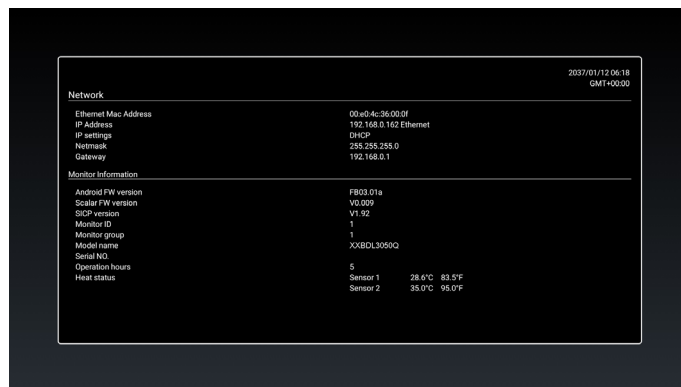 2037/01/12 06:18
GMT+00:00
Network
Ethernet Mac Address 00:e0:4c:36:00:0f
IP Address 192.168.0.162 Ethernet
IP settings DHCP
Netmask 255.255.255.0
Gateway 192.168.0.1
Monitor Information
Android FW version FB03.01a
Scalar FW version V0.009
SICP version V1.92
Monitor ID 1
Monitor group 1
Model name XXBDL3050Q
Serial NO.
Operation hours 5
Heat status Sensor 1 28.6°C 83.5°F
Sensor 2 35.0°C 95.0°F